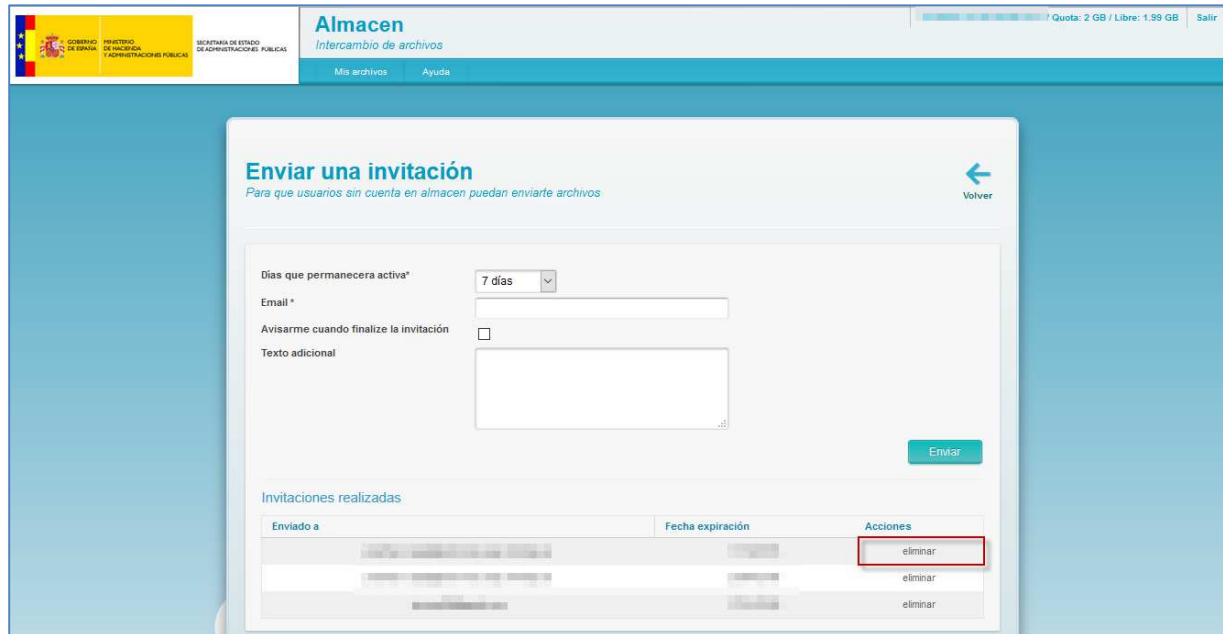 GOBIERNO DE ESPAÑA
MINISTERIO DE HACIENDA Y ADMINISTRACIONES PÚBLICAS
SECRETARÍA DE ESTADO DE ADMINISTRACIONES PÚBLICAS
Almacen
Intercambio de archivos
/ Quota: 2 GB / Libre: 1.99 GB Salir
Mis archivos Ayuda
Enviar una invitación
Para que usuarios sin cuenta en almacen puedan enviarte archivos
Volver
Días que permanecera activa* 7 días
Email *
Avisarme cuando finalize la invitación
Texto adicional
Enviar
Invitaciones realizadas
Enviado a Fecha expiración Acciones
eliminar
eliminar
eliminar